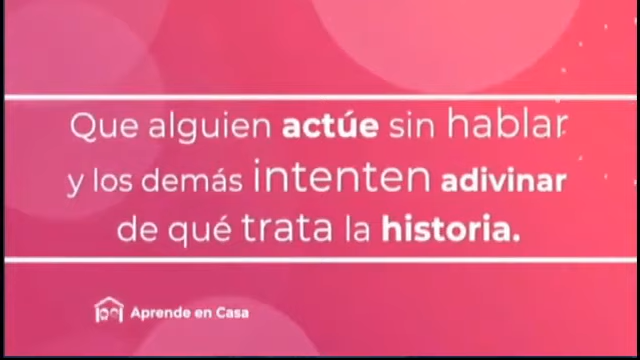 Que alguien actúe sin hablar
y los demás intenten adivinar
de qué trata la historia.
Aprende en Casa